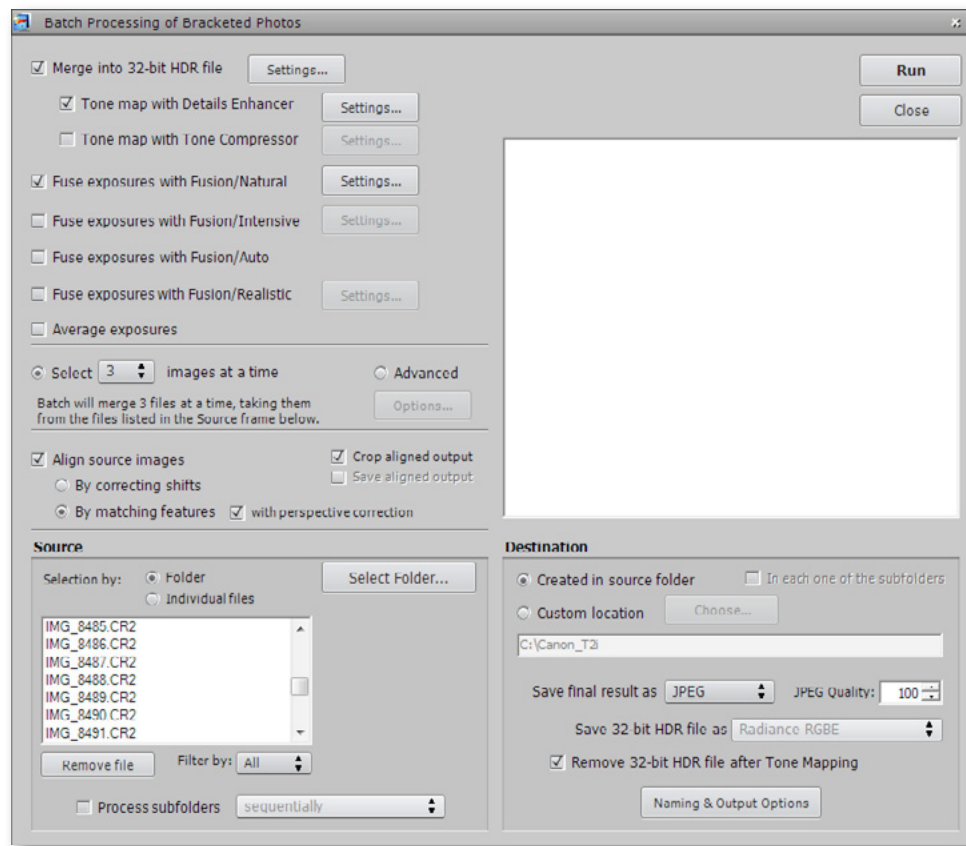 Batch Processing of Bracketed Photos
Merge into 32-bit HDR file
Settings...
Run
Tone map with Details Enhancer
Settings...
Close
Tone map with Tone Compressor
Settings...
Fuse exposures with Fusion/Natural
Settings...
Fuse exposures with Fusion/Intensive
Settings...
Fuse exposures with Fusion/Auto
Fuse exposures with Fusion/Realistic
Settings...
Average exposures
Select 3 images at a time
Advanced
Batch will merge 3 files at a time, taking them
from the files listed in the Source frame below.
Options...
Align source images
Crop aligned output
Save aligned output
By correcting shifts
By matching features
with perspective correction
Source
Selection by:
Folder
Individual files
Select Folder...
IMG_8485.CR2
IMG_8486.CR2
IMG_8487.CR2
IMG_8488.CR2
IMG_8489.CR2
IMG_8490.CR2
IMG_8491.CR2
Remove file
Filter by: All
Process subfolders
sequentially
Destination
Created in source folder
In each one of the subfolders
Custom location
Choose...
C:\Canon_T2i
Save final result as JPEG
JPEG Quality: 100
Save 32-bit HDR file as Radiance RGBE
Remove 32-bit HDR file after Tone Mapping
Naming & Output Options